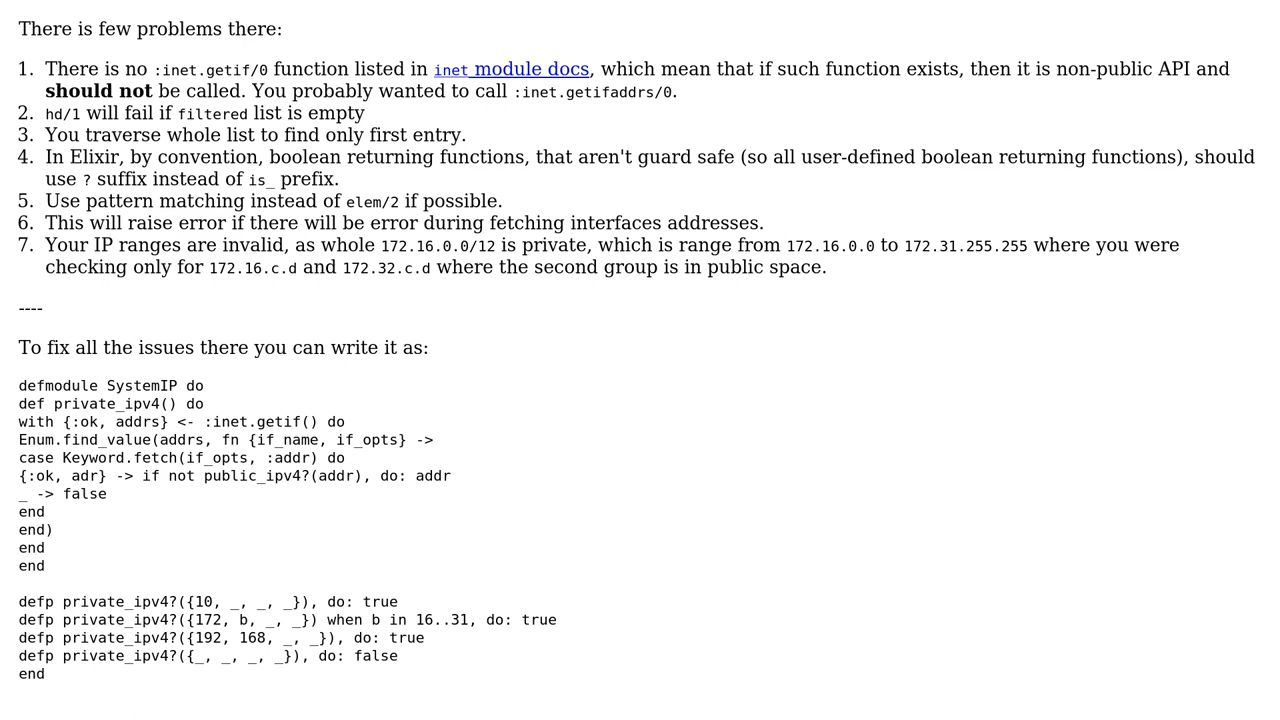 There is few problems there:
1. There is no :inet.getif/0 function listed in inet module docs, which mean that if such function exists, then it is non-public API and
should not be called. You probably wanted to call :inet.getifaddrs/0.
2. hd/1 will fail if filtered list is empty
3. You traverse whole list to find only first entry.
4. In Elixir, by convention, boolean returning functions, that aren't guard safe (so all user-defined boolean returning functions), should
use ? suffix instead of is_ prefix.
5. Use pattern matching instead of elem/2 if possible.
6. This will raise error if there will be error during fetching interfaces addresses.
7. Your IP ranges are invalid, as whole 172.16.0.0/12 is private, which is range from 172.16.0.0 to 172.31.255.255 where you were
checking only for 172.16.c.d and 172.32.c.d where the second group is in public space.
----
To fix all the issues there you can write it as:
defmodule SystemIP do
def private_ipv4() do
with {:ok, addrs} <- :inet.getif() do
Enum.find_value(addrs, fn {if_name, if_opts} ->
case Keyword.fetch(if_opts, :addr) do
{:ok, adr} -> if not public_ipv4?(addr), do: addr
_ -> false
end
end)
end
end
defp private_ipv4?({10, _, _, _}), do: true
defp private_ipv4?({172, b, _, _}) when b in 16..31, do: true
defp private_ipv4?({192, 168, _, _}), do: true
defp private_ipv4?({_, _, _, _}), do: false
end